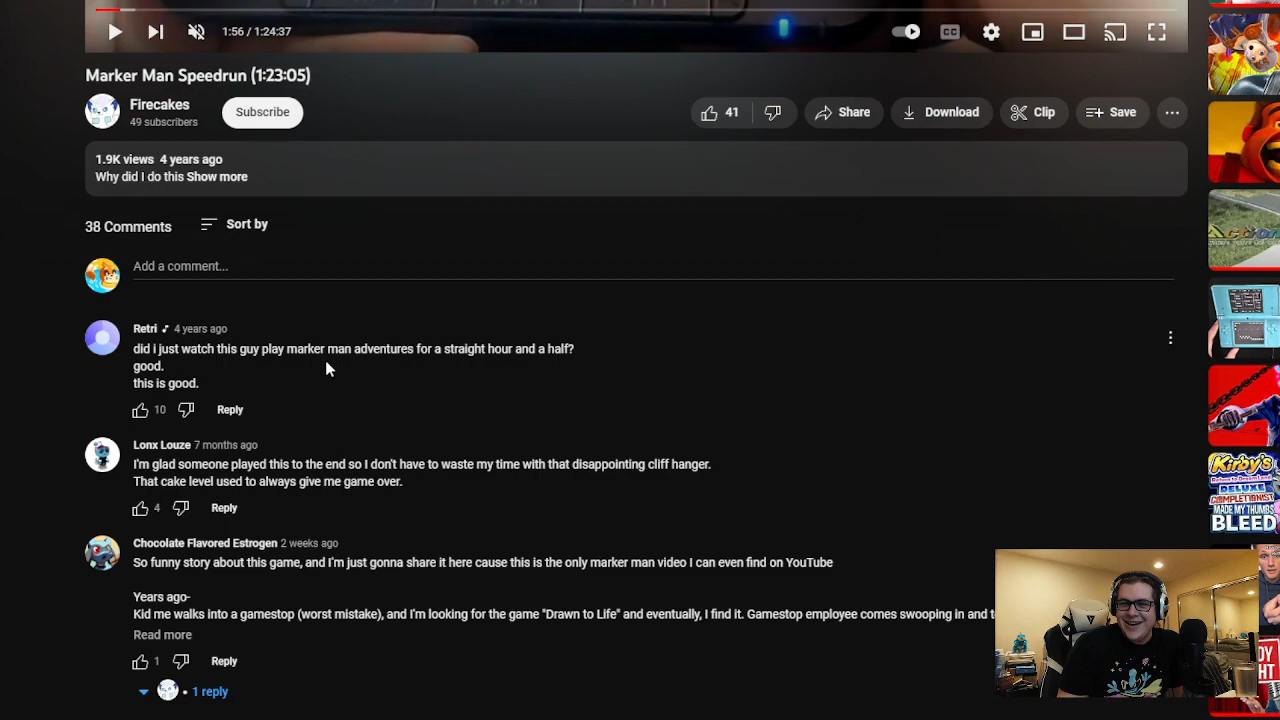 1:56 / 1:24:37
CC
Marker Man Speedrun (1:23:05)
Firecakes
49 subscribers
Subscribe
41
Share
Download
Clip
Save
1.9K views 4 years ago
Why did I do this Show more
38 Comments
Sort by
Add a comment...
Retri 4 years ago
did i just watch this guy play marker man adventures for a straight hour and a half?
good.
this is good.
10
Reply
Lonx Louze 7 months ago
I'm glad someone played this to the end so I don't have to waste my time with that disappointing cliff hanger.
That cake level used to always give me game over.
4
Reply
Chocolate Flavored Estrogen 2 weeks ago
So funny story about this game, and I'm just gonna share it here cause this is the only marker man video I can even find on YouTube
Years ago-
Kid me walks into a gamestop (worst mistake), and I'm looking for the game "Drawn to Life" and eventually, I find it. Gamestop employee comes swooping in and
Read more
1
Reply
1 reply
Kirby's
DELUXE
COMPLETIONIST
MADE MY THUMBS
BLEED